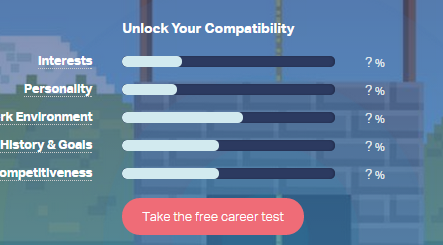 Unlock Your Compatibility
Interests ? %
Personality ? %
rk Environment ? %
History & Goals ? %
ompetitiveness ? %
Take the free career test